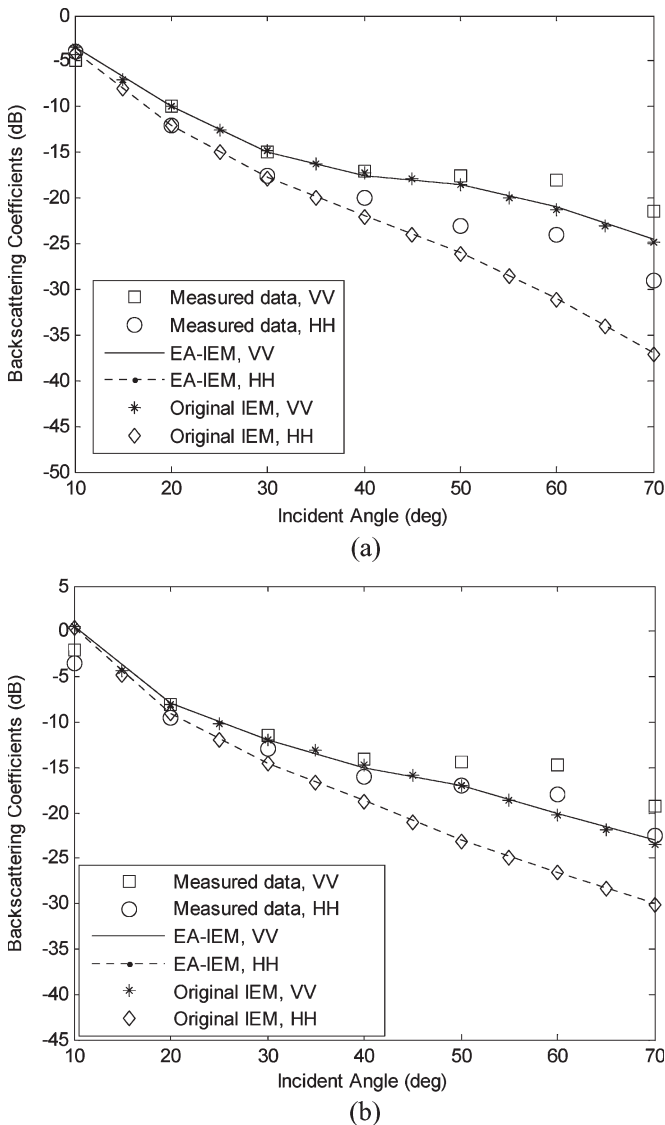 0
-5
-10
-15
-20
-25
-30
-35
-40
-45
-50
Backscattering Coefficients (dB)
Measured data, VV
Measured data, HH
EA-IEM, VV
EA-IEM, HH
Original IEM, VV
Original IEM, HH
10 20 30 40 50 60 70
Incident Angle (deg)
(a)
5
0
-5
-10
-15
-20
-25
-30
-35
-40
-45
Backscattering Coefficients (dB)
Measured data, VV
Measured data, HH
EA-IEM, VV
EA-IEM, HH
Original IEM, VV
Original IEM, HH
10 20 30 40 50 60 70
Incident Angle (deg)
(b)